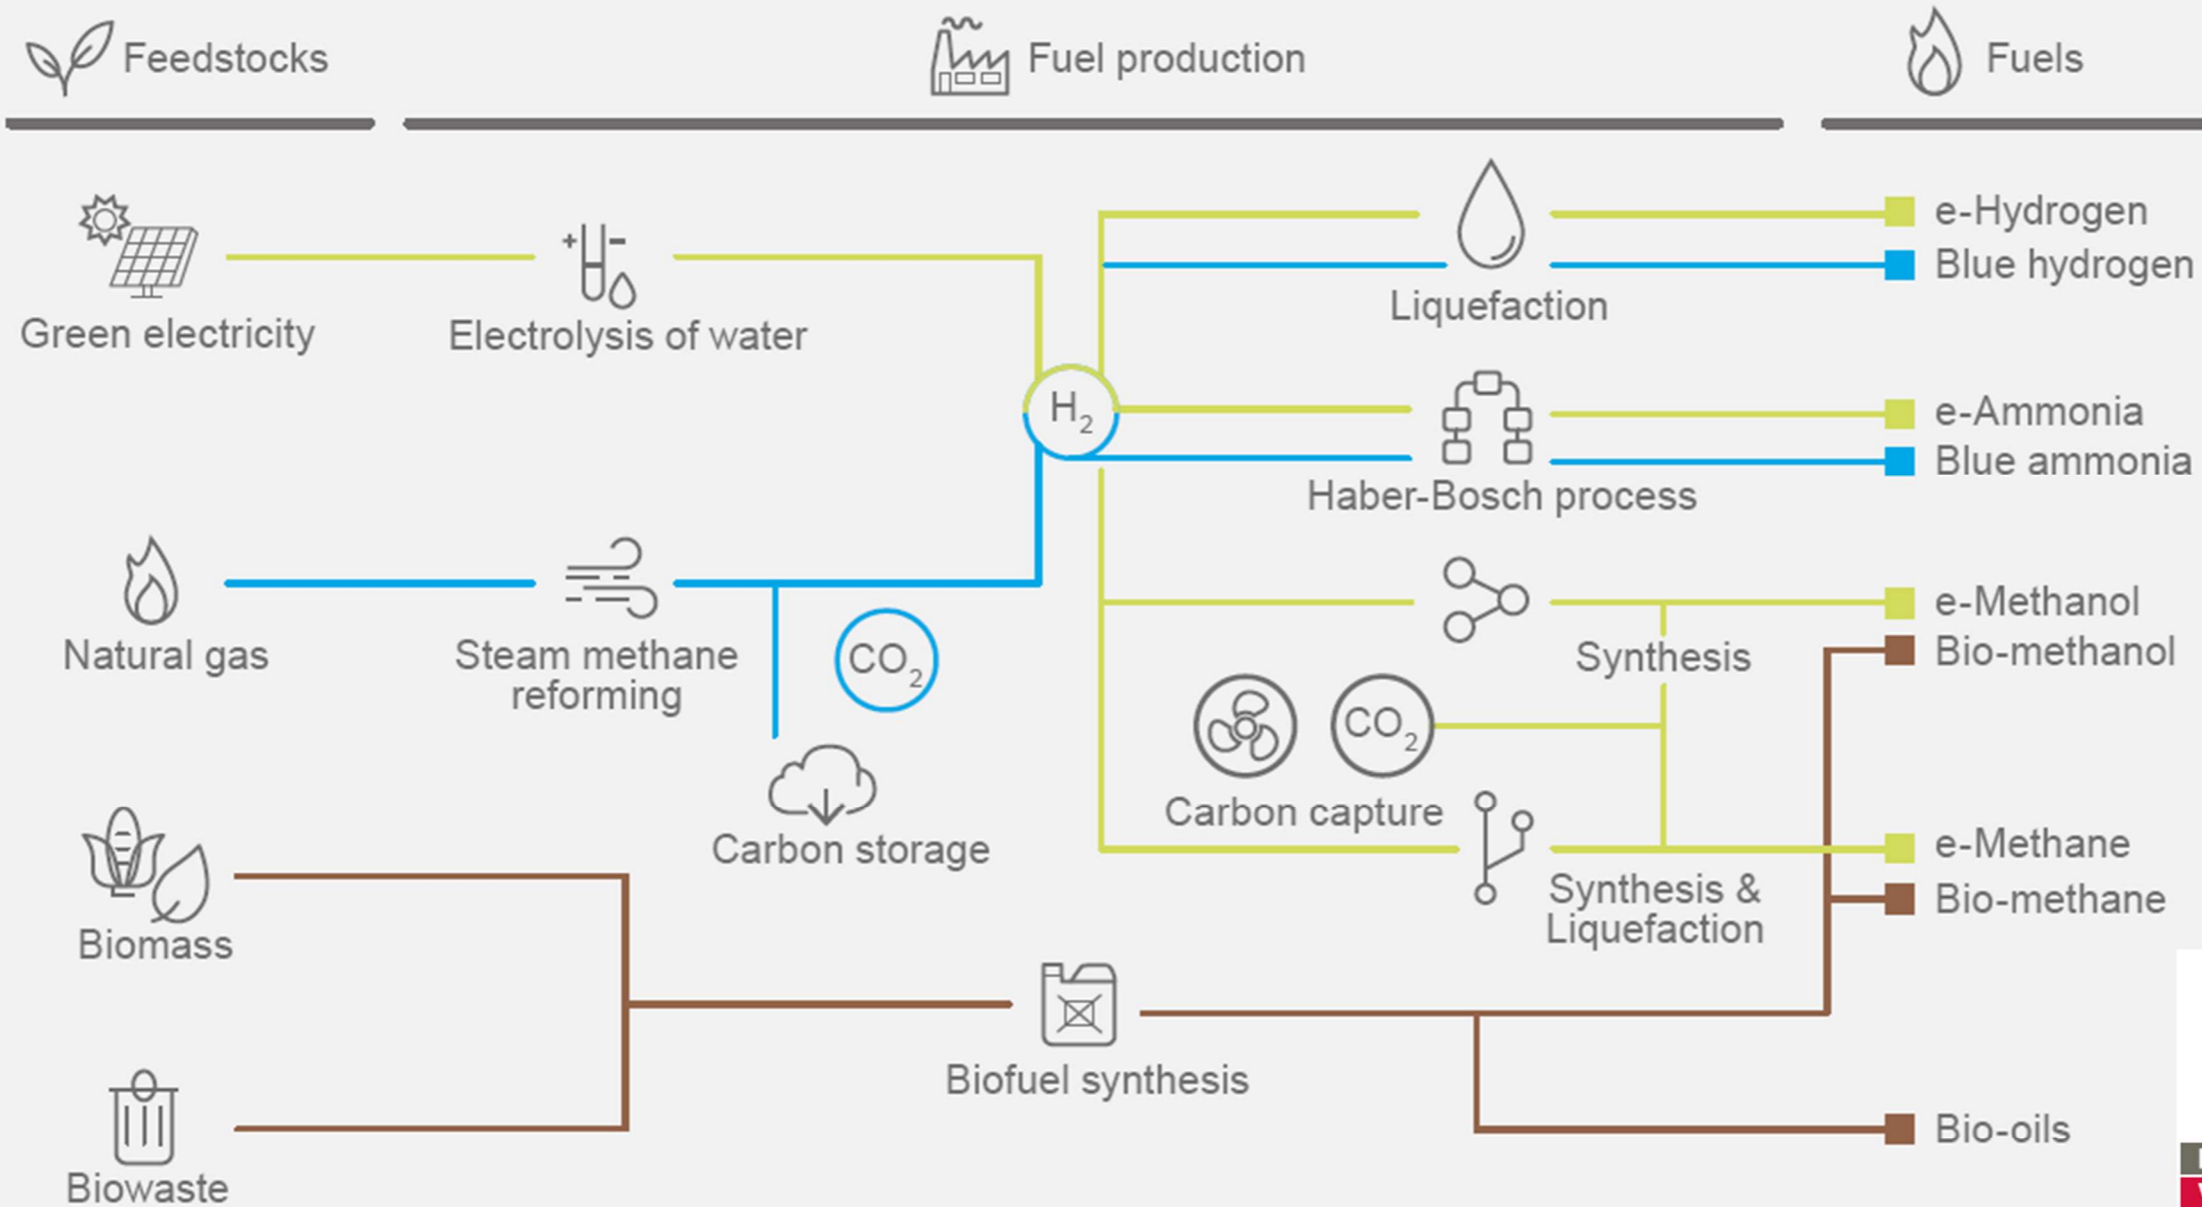 Feedstocks
Fuel production
Fuels
Green electricity
Electrolysis of water
H₂
Liquefaction
e-Hydrogen
Blue hydrogen
Haber-Bosch process
e-Ammonia
Blue ammonia
Natural gas
Steam methane
reforming
CO₂
Carbon storage
Synthesis
e-Methanol
Bio-methanol
Carbon capture
CO₂
Synthesis &
Liquefaction
e-Methane
Bio-methane
Biomass
Biowaste
Biofuel synthesis
Bio-oils